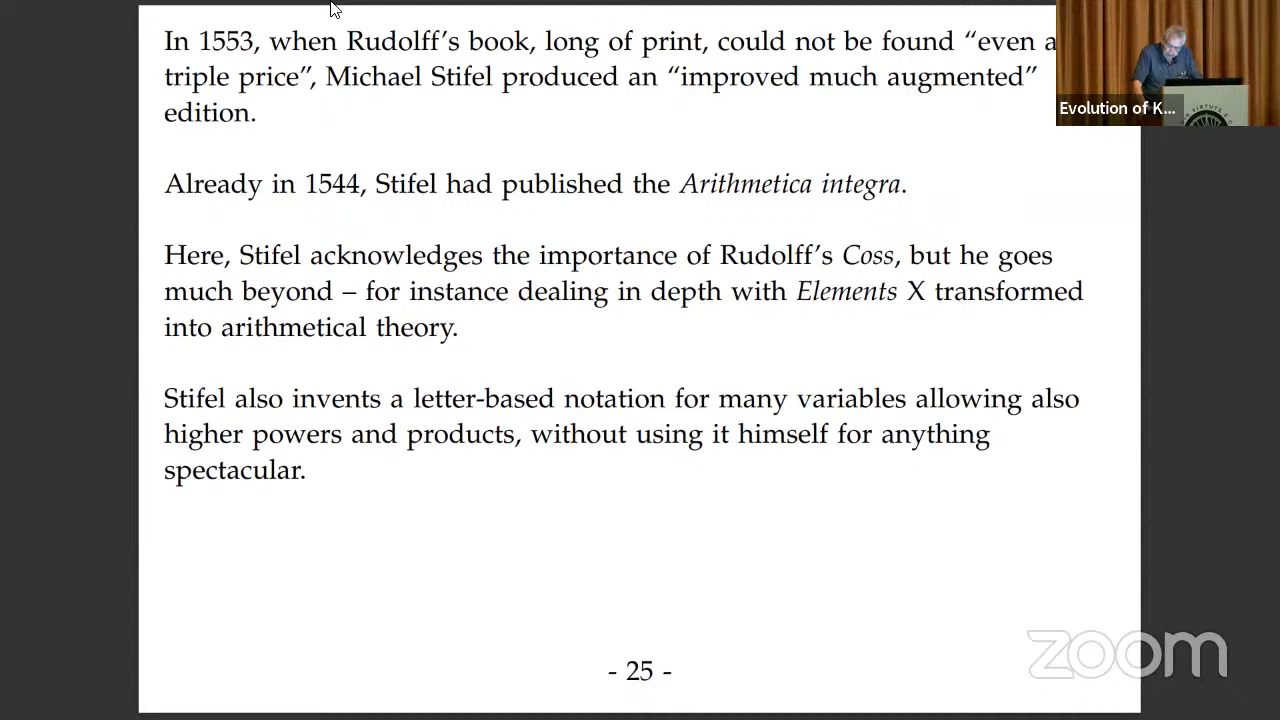 In 1553, when Rudolff’s book, long of print, could not be found “even a
triple price”, Michael Stifel produced an “improved much augmented”
edition.
Already in 1544, Stifel had published the Arithmetica integra.
Here, Stifel acknowledges the importance of Rudolff’s Coss, but he goes
much beyond – for instance dealing in depth with Elements X transformed
into arithmetical theory.
Stifel also invents a letter-based notation for many variables allowing also
higher powers and products, without using it himself for anything
spectacular.
- 25 -
Evolution of K...
zoom